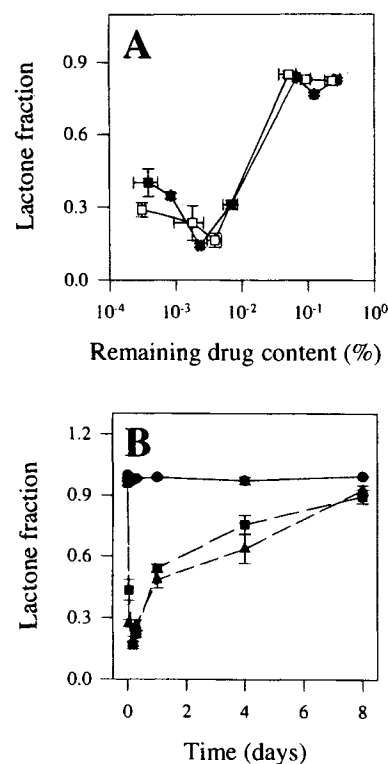 A
Lactone fraction
0.9
0.6
0.3
0.0
10⁻⁴ 10⁻³ 10⁻² 10⁻¹ 10⁰
Remaining drug content (%)
B
Lactone fraction
1.2
0.9
0.6
0.3
0.0
0 2 4 6 8
Time (days)